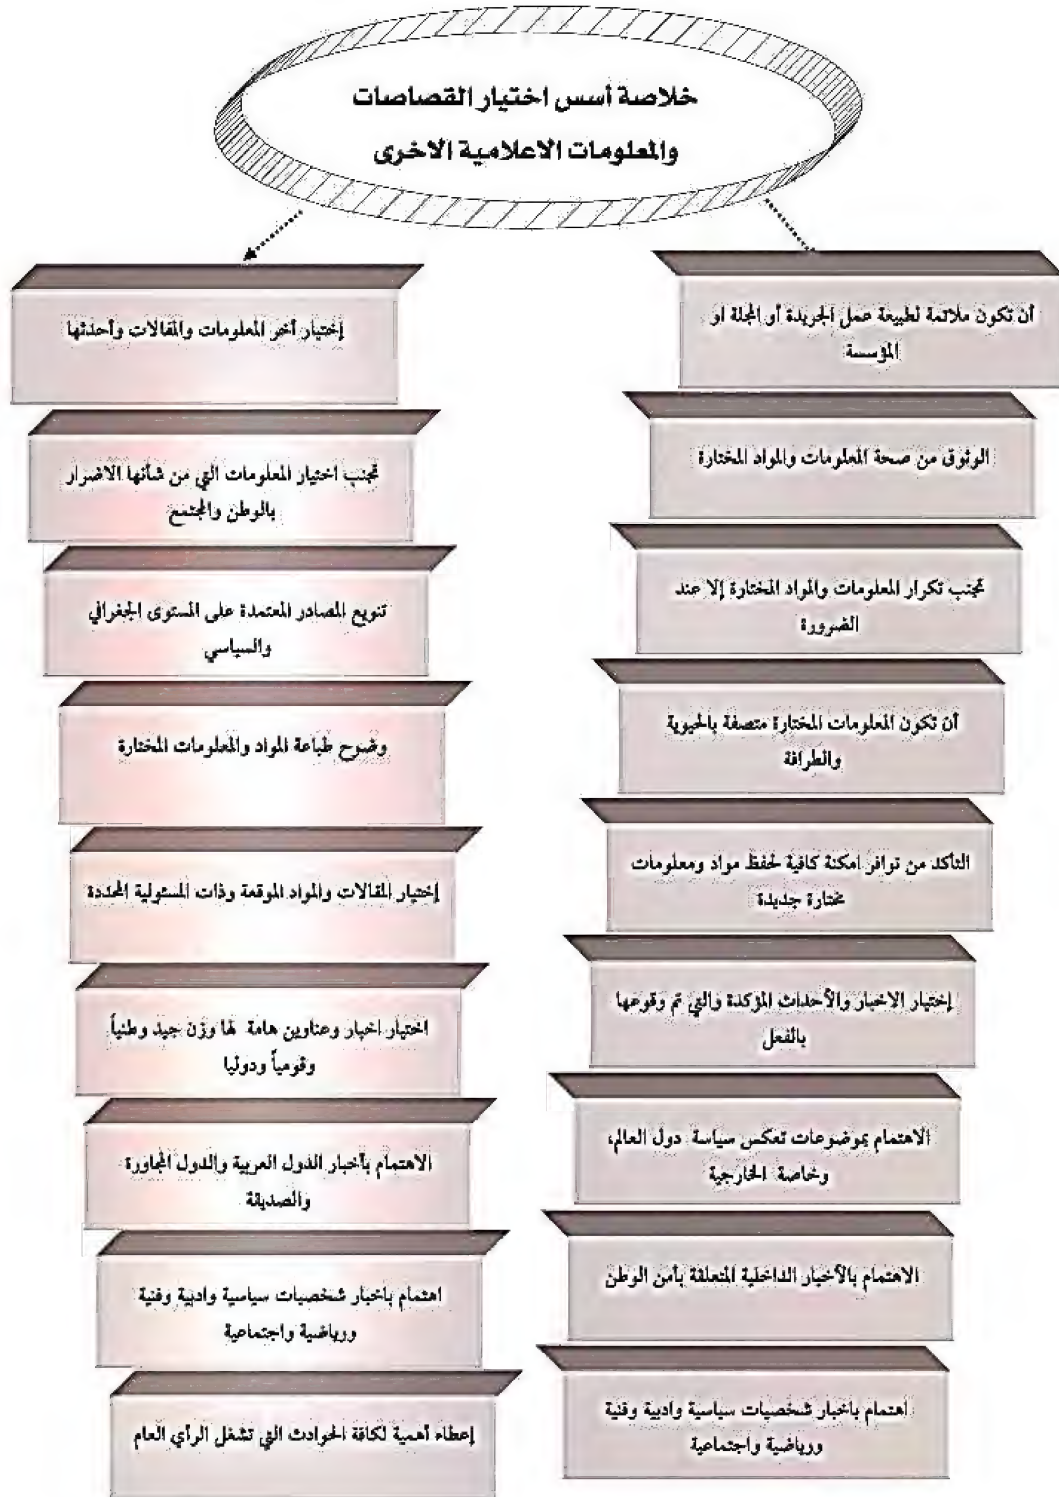 خلاصة أسس اختيار القصاصات
والمعلومات الاعلامية الاخرى
أن تكون ملائمة لطبيعة عمل الجريدة أو المجلة او
المؤسسة
الوثوق من صحة المعلومات والمواد المختارة
تجنب تكرار المعلومات والمواد المختارة إلا عند
الضرورة
أن تكون المعلومات المختارة متصفة بالحيوية
والطرافة
التأكد من توافر امكنة كافية لحفظ مواد ومعلومات
مختارة جديدة
إختيار الاخبار والأحداث المؤكدة والتي تم وقوعها
بالفعل
الاهتمام بموضوعات تعكس سياسة دول العالم،
وخاصة الخارجية
الاهتمام بالأخبار الداخلية المتعلقة بأمن الوطن
اهتمام باخبار شخصيات سياسية وادبية وفنية
ورياضية واجتماعية
إختيار أخر المعلومات والمقالات وأحدثها
تجنب اختيار المعلومات التي من شأنها الاضرار
بالوطن والمجتمع
تنويع المصادر المعتمدة على المستوى الجغرافي
والسياسي
وضوح طباعة المواد والمعلومات المختارة
إختيار المقالات والمواد الموقعة وذات المسئولية المحددة
اختيار اخبار وعناوين هامة لها وزن جيد وطنياً
وقومياً ودوليا
الاهتمام بأخبار الدول العربية والدول المجاورة
والصديقة
اهتمام باخبار شخصيات سياسية وادبية وفنية
ورياضية واجتماعية
إعطاء أهمية لكافة الحوادث التي تشغل الرأي العام